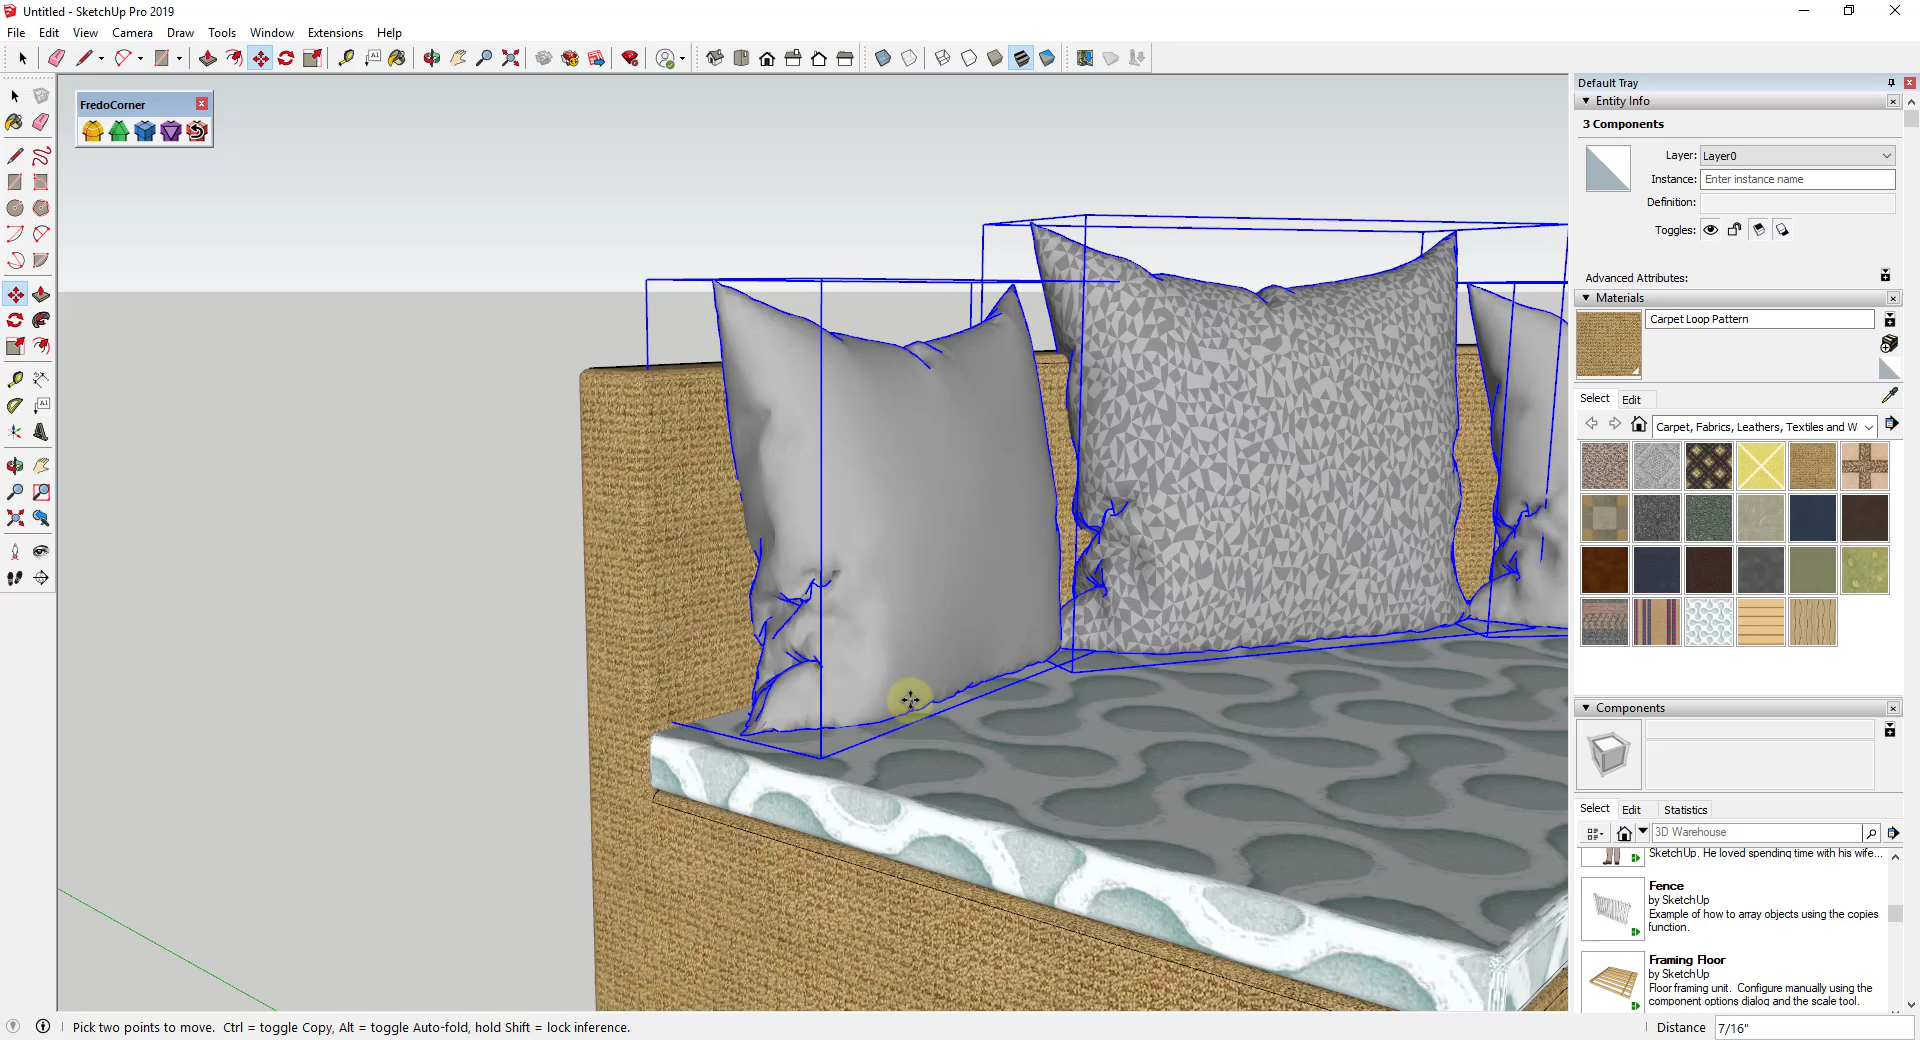 Untitled - SketchUp Pro 2019
File Edit View Camera Draw Tools Window Extensions Help
Default Tray
FredoCorner
Entity Info
3 Components
Layer: Layer0
Instance: Enter instance name
Definition:
Toggles:
Advanced Attributes:
Materials
Carpet Loop Pattern
Select Edit
Carpet, Fabrics, Leathers, Textiles and W
Components
Select Edit Statistics
3D Warehouse
SketchUp. He loved spending time with his wife...
Fence
by SketchUp
Example of how to array objects using the copies
function.
Framing Floor
by SketchUp
Floor framing unit. Configure manually using the
component options dialog and the scale tool.
Pick two points to move. Ctrl = toggle Copy, Alt = toggle Auto-fold, hold Shift = lock inference.
Distance 7/16"